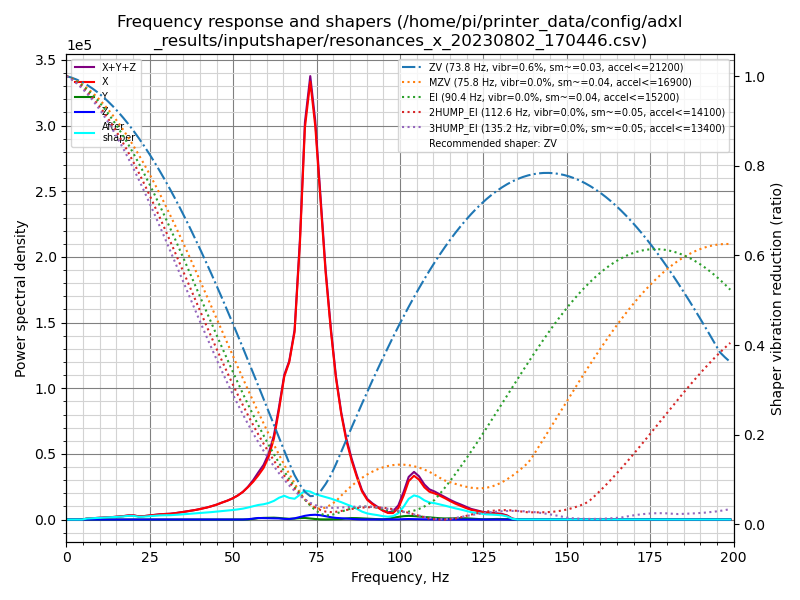 Frequency response and shapers (/home/pi/printer_data/config/adxl
_results/inputshaper/resonances_x_20230802_170446.csv)
1e5
X+Y+Z
X
Y
Z
After
shaper
ZV (73.8 Hz, vibr=0.6%, sm~=0.03, accel<=21200)
MZV (75.8 Hz, vibr=0.0%, sm~=0.04, accel<=16900)
EI (90.4 Hz, vibr=0.0%, sm~=0.04, accel<=15200)
2HUMP_EI (112.6 Hz, vibr=0.0%, sm~=0.05, accel<=14100)
3HUMP_EI (135.2 Hz, vibr=0.0%, sm~=0.05, accel<=13400)
Recommended shaper: ZV
Power spectral density
3.5
3.0
2.5
2.0
1.5
1.0
0.5
0.0
0
25
50
75
100
125
150
175
200
Frequency, Hz
1.0
0.8
0.6
0.4
0.2
0.0
Shaper vibration reduction (ratio)